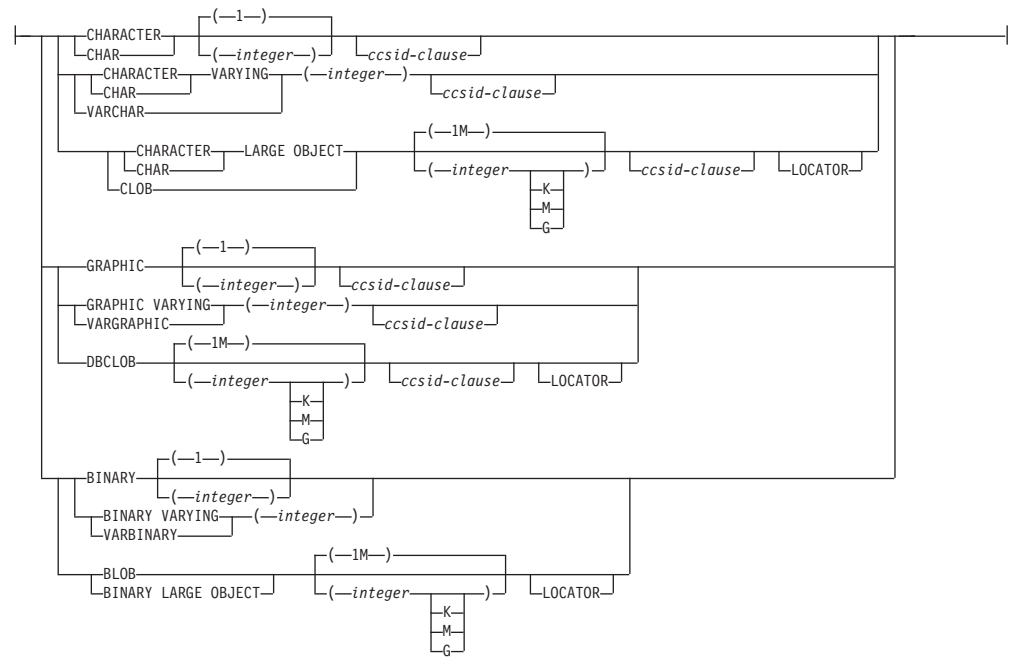 (—1—)
CHARACTER
CHAR
(—integer—)
ccsid-clause
CHARACTER VARYING (—integer—)
CHAR
VARCHAR
ccsid-clause
(—1M—)
CHARACTER LARGE OBJECT
CHAR
CLOB
(—integer )
K
M
G
ccsid-clause
LOCATOR
(—1—)
GRAPHIC
(—integer—)
ccsid-clause
GRAPHIC VARYING (—integer—)
VARGRAPHIC
ccsid-clause
(—1M—)
DBCLOB
(—integer )
K
M
G
ccsid-clause
LOCATOR
(—1—)
BINARY
(—integer—)
BINARY VARYING (—integer—)
VARBINARY
(—1M—)
BLOB
BINARY LARGE OBJECT
(—integer )
K
M
G
LOCATOR